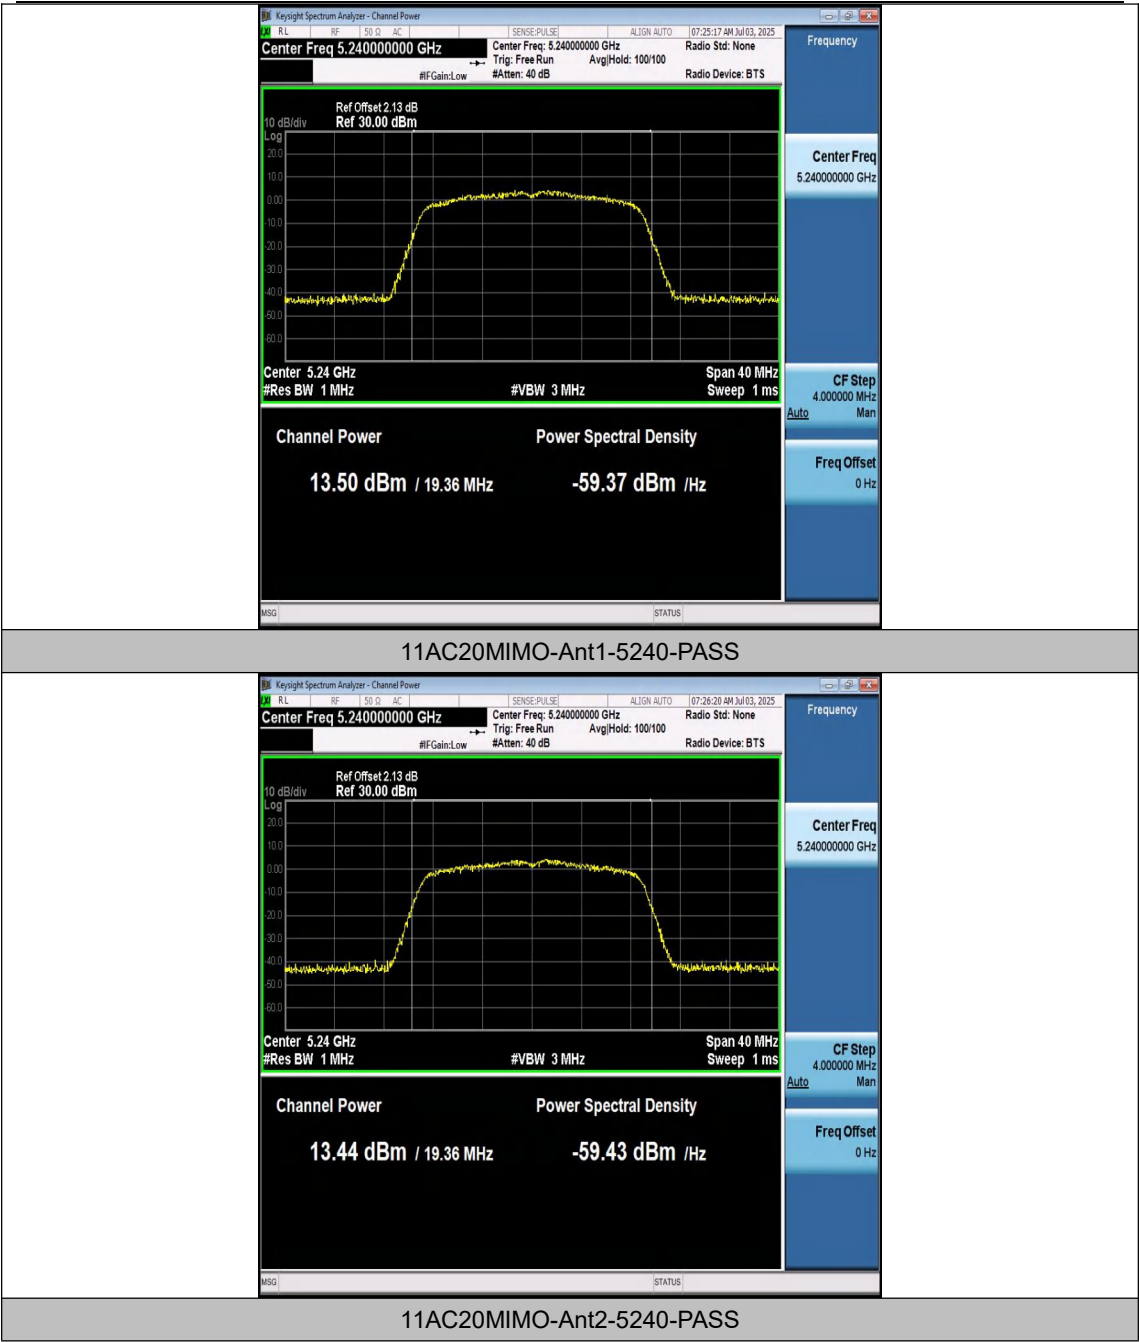 Keysight Spectrum Analyzer - Channel Power
RL RF 50 Ω AC SENSE:PULSE ALIGN AUTO 07:25:17 AM Jul 03, 2025
Center Freq 5.240000000 GHz
Center Freq: 5.240000000 GHz Radio Std: None
Trig: Free Run Avg|Hold: 100/100
#IFGain:Low #Atten: 40 dB Radio Device: BTS
Frequency
Ref Offset 2.13 dB
10 dB/div Ref 30.00 dBm
Log
20.0
10.0
0.00
-10.0
-20.0
-30.0
-40.0
-50.0
-60.0
Center 5.24 GHz Span 40 MHz
#Res BW 1 MHz #VBW 3 MHz Sweep 1 ms
Center Freq
5.240000000 GHz
CF Step
4.000000 MHz
Auto Man
Freq Offset
0 Hz
Channel Power Power Spectral Density
13.50 dBm / 19.36 MHz -59.37 dBm /Hz
MSG STATUS
11AC20MIMO-Ant1-5240-PASS
Keysight Spectrum Analyzer - Channel Power
RL RF 50 Ω AC SENSE:PULSE ALIGN AUTO 07:26:20 AM Jul 03, 2025
Center Freq 5.240000000 GHz
Center Freq: 5.240000000 GHz Radio Std: None
Trig: Free Run Avg|Hold: 100/100
#IFGain:Low #Atten: 40 dB Radio Device: BTS
Frequency
Ref Offset 2.13 dB
10 dB/div Ref 30.00 dBm
Log
20.0
10.0
0.00
-10.0
-20.0
-30.0
-40.0
-50.0
-60.0
Center 5.24 GHz Span 40 MHz
#Res BW 1 MHz #VBW 3 MHz Sweep 1 ms
Center Freq
5.240000000 GHz
CF Step
4.000000 MHz
Auto Man
Freq Offset
0 Hz
Channel Power Power Spectral Density
13.44 dBm / 19.36 MHz -59.43 dBm /Hz
MSG STATUS
11AC20MIMO-Ant2-5240-PASS